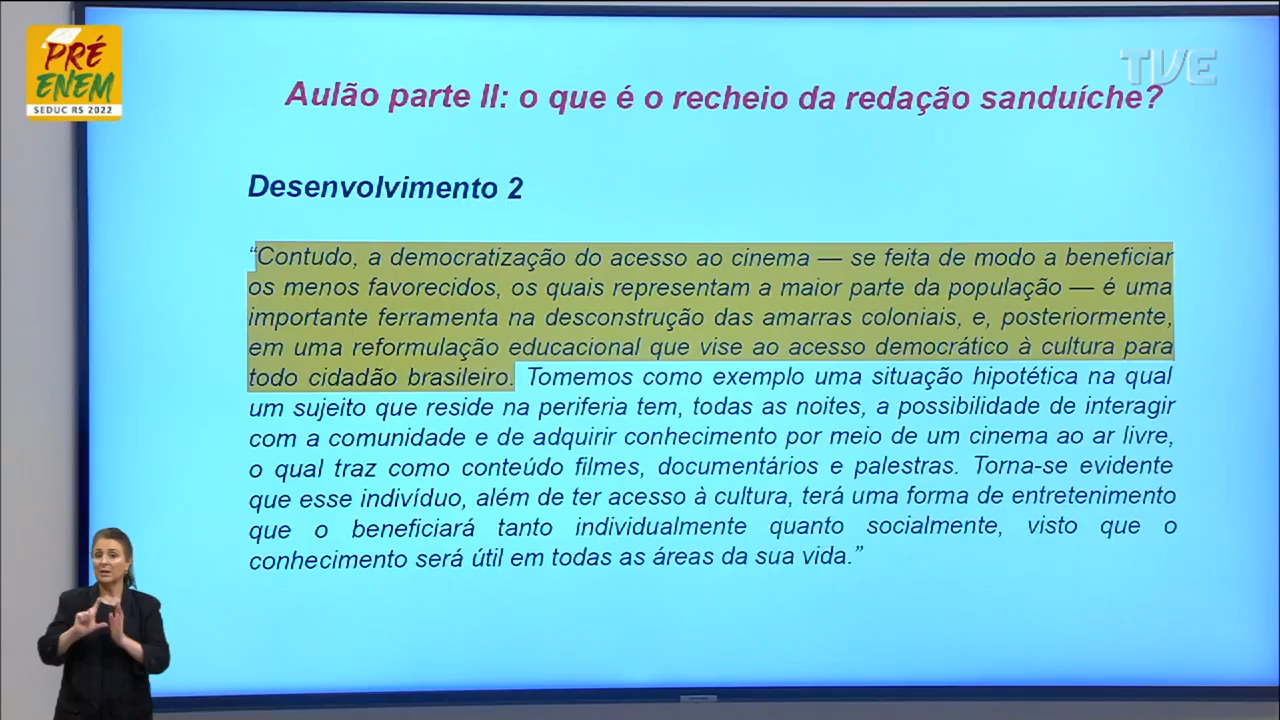 PRÉ
ENEM
SEDUC RS 2022
TVE
Aulão parte II: o que é o recheio da redação sanduíche?
Desenvolvimento 2
“Contudo, a democratização do acesso ao cinema — se feita de modo a beneficiar
os menos favorecidos, os quais representam a maior parte da população — é uma
importante ferramenta na desconstrução das amarras coloniais, e, posteriormente,
em uma reformulação educacional que vise ao acesso democrático à cultura para
todo cidadão brasileiro. Tomemos como exemplo uma situação hipotética na qual
um sujeito que reside na periferia tem, todas as noites, a possibilidade de interagir
com a comunidade e de adquirir conhecimento por meio de um cinema ao ar livre,
o qual traz como conteúdo filmes, documentários e palestras. Torna-se evidente
que esse indivíduo, além de ter acesso à cultura, terá uma forma de entretenimento
que o beneficiará tanto individualmente quanto socialmente, visto que o
conhecimento será útil em todas as áreas da sua vida.”